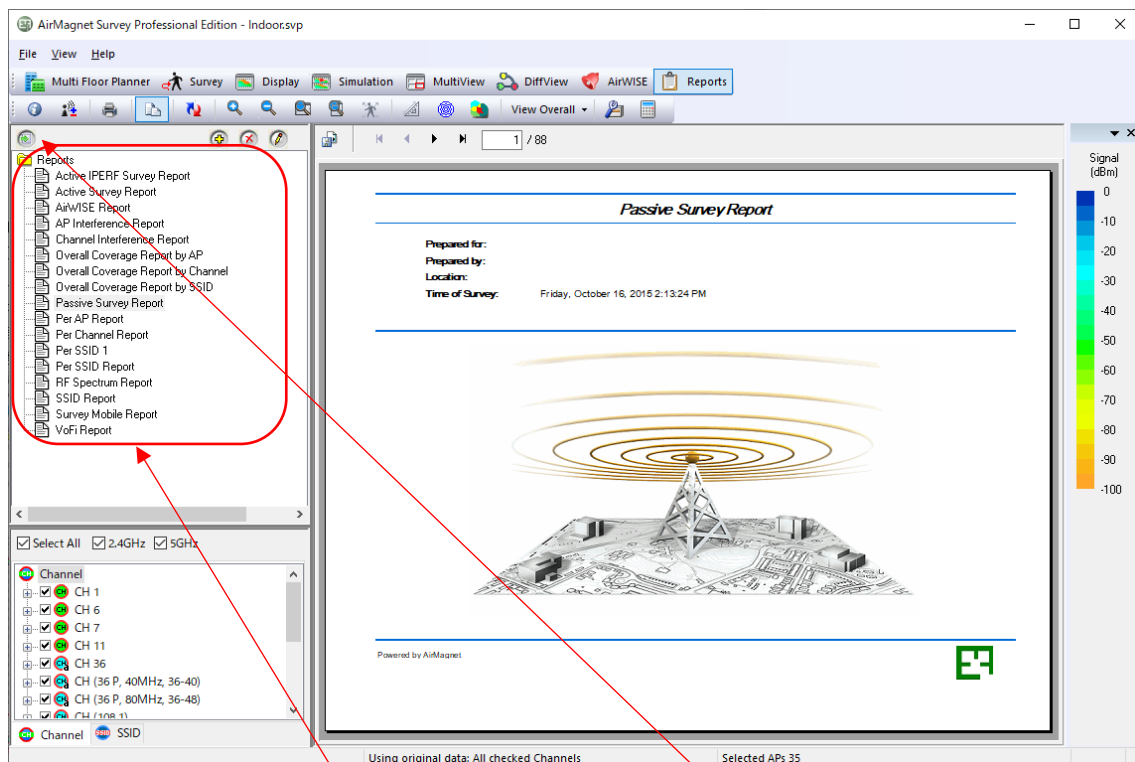 AirMagnet Survey Professional Edition - Indoor.svp
File View Help
Multi Floor Planner Survey Display Simulation MultiView DiffView AirWISE Reports
View Overall
1 / 88
Reports
Active IPERF Survey Report
Active Survey Report
AirWISE Report
AP Interference Report
Channel Interference Report
Overall Coverage Report by AP
Overall Coverage Report by Channel
Overall Coverage Report by SSID
Passive Survey Report
Per AP Report
Per Channel Report
Per SSID 1
Per SSID Report
RF Spectrum Report
SSID Report
Survey Mobile Report
VoFi Report
Select All 2.4GHz 5GHz
Channel
CH 1
CH 6
CH 7
CH 11
CH 36
CH (36 P, 40MHz, 36-40)
CH (36 P, 80MHz, 36-48)
CH (108 1)
Channel SSID
Passive Survey Report
Prepared for:
Prepared by:
Location:
Time of Survey: Friday, October 16, 2015 2:13:24 PM
Powered by AirMagnet
Signal
(dBm)
0
-10
-20
-30
-40
-50
-60
-70
-80
-90
-100
Using original data: All checked Channels Selected APs 35